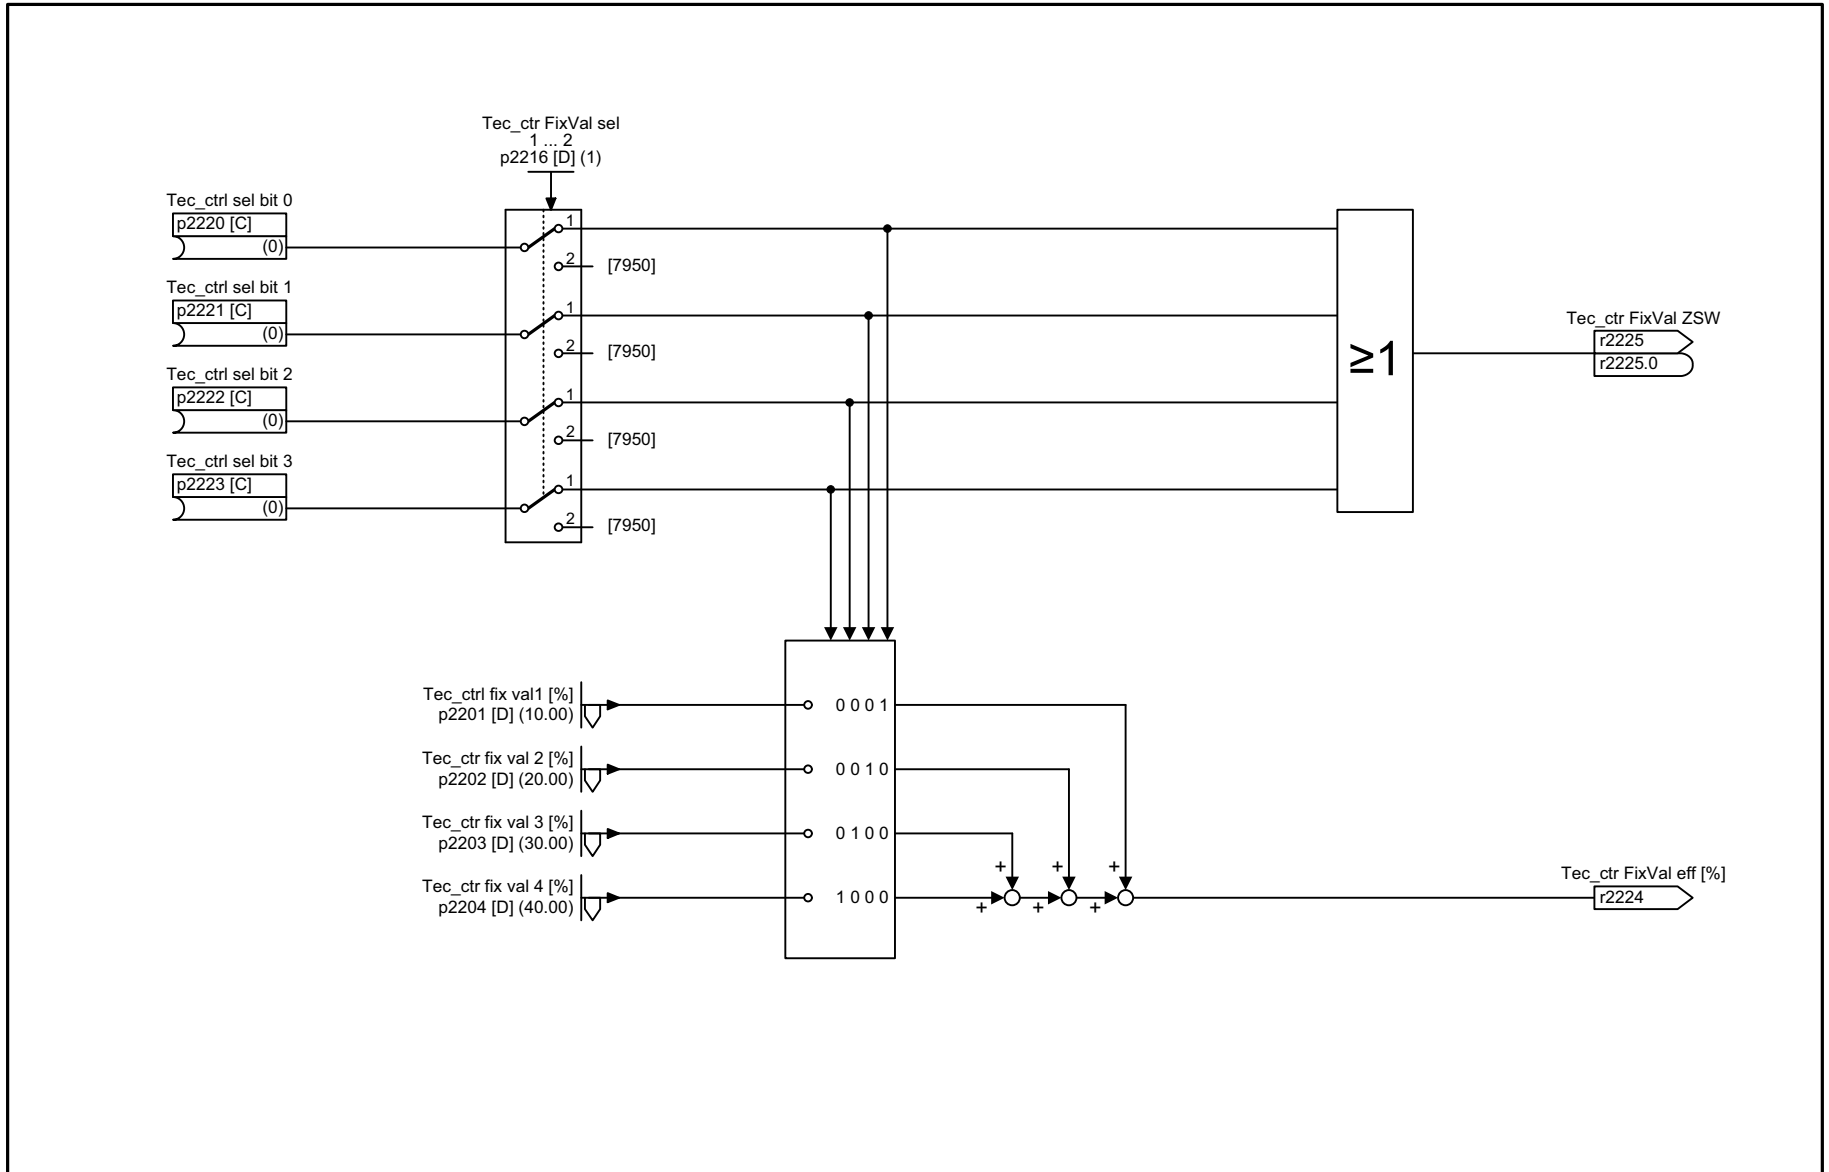 Tec_ctr FixVal sel
1 ... 2
p2216 [D] (1)
Tec_ctrl sel bit 0
p2220 [C]
(0)
1
2
[7950]
Tec_ctrl sel bit 1
p2221 [C]
(0)
1
2
[7950]
Tec_ctrl sel bit 2
p2222 [C]
(0)
1
2
[7950]
Tec_ctrl sel bit 3
p2223 [C]
(0)
1
2
[7950]
≥1
Tec_ctr FixVal ZSW
r2225
r2225.0
Tec_ctrl fix val1 [%]
p2201 [D] (10.00)
0 0 0 1
Tec_ctr fix val 2 [%]
p2202 [D] (20.00)
0 0 1 0
Tec_ctr fix val 3 [%]
p2203 [D] (30.00)
0 1 0 0
Tec_ctr fix val 4 [%]
p2204 [D] (40.00)
1 0 0 0
+ + +
+ + +
Tec_ctr FixVal eff [%]
r2224